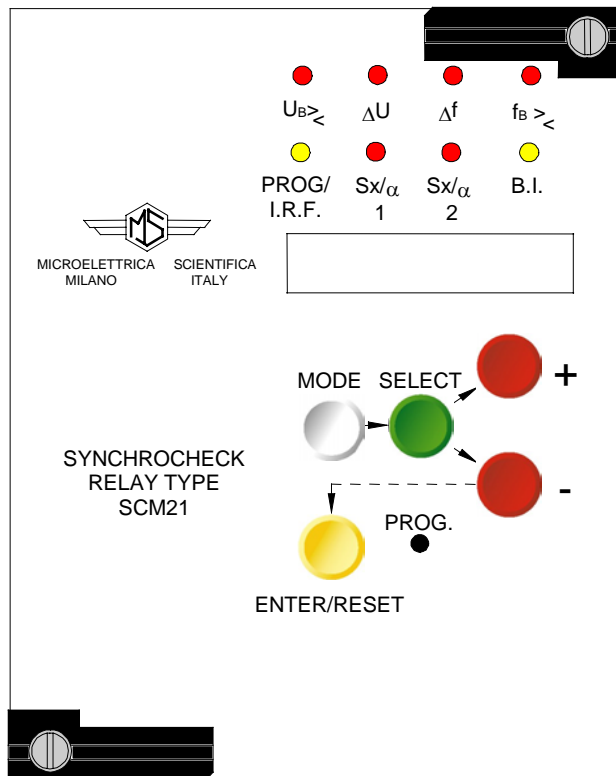 UB>< ΔU Δf fB ><
PROG/ Sx/α Sx/α B.I.
I.R.F. 1 2
MS
MICROELETTRICA SCIENTIFICA
MILANO ITALY
MODE SELECT
+
SYNCHROCHECK
RELAY TYPE
SCM21
-
PROG.
ENTER/RESET